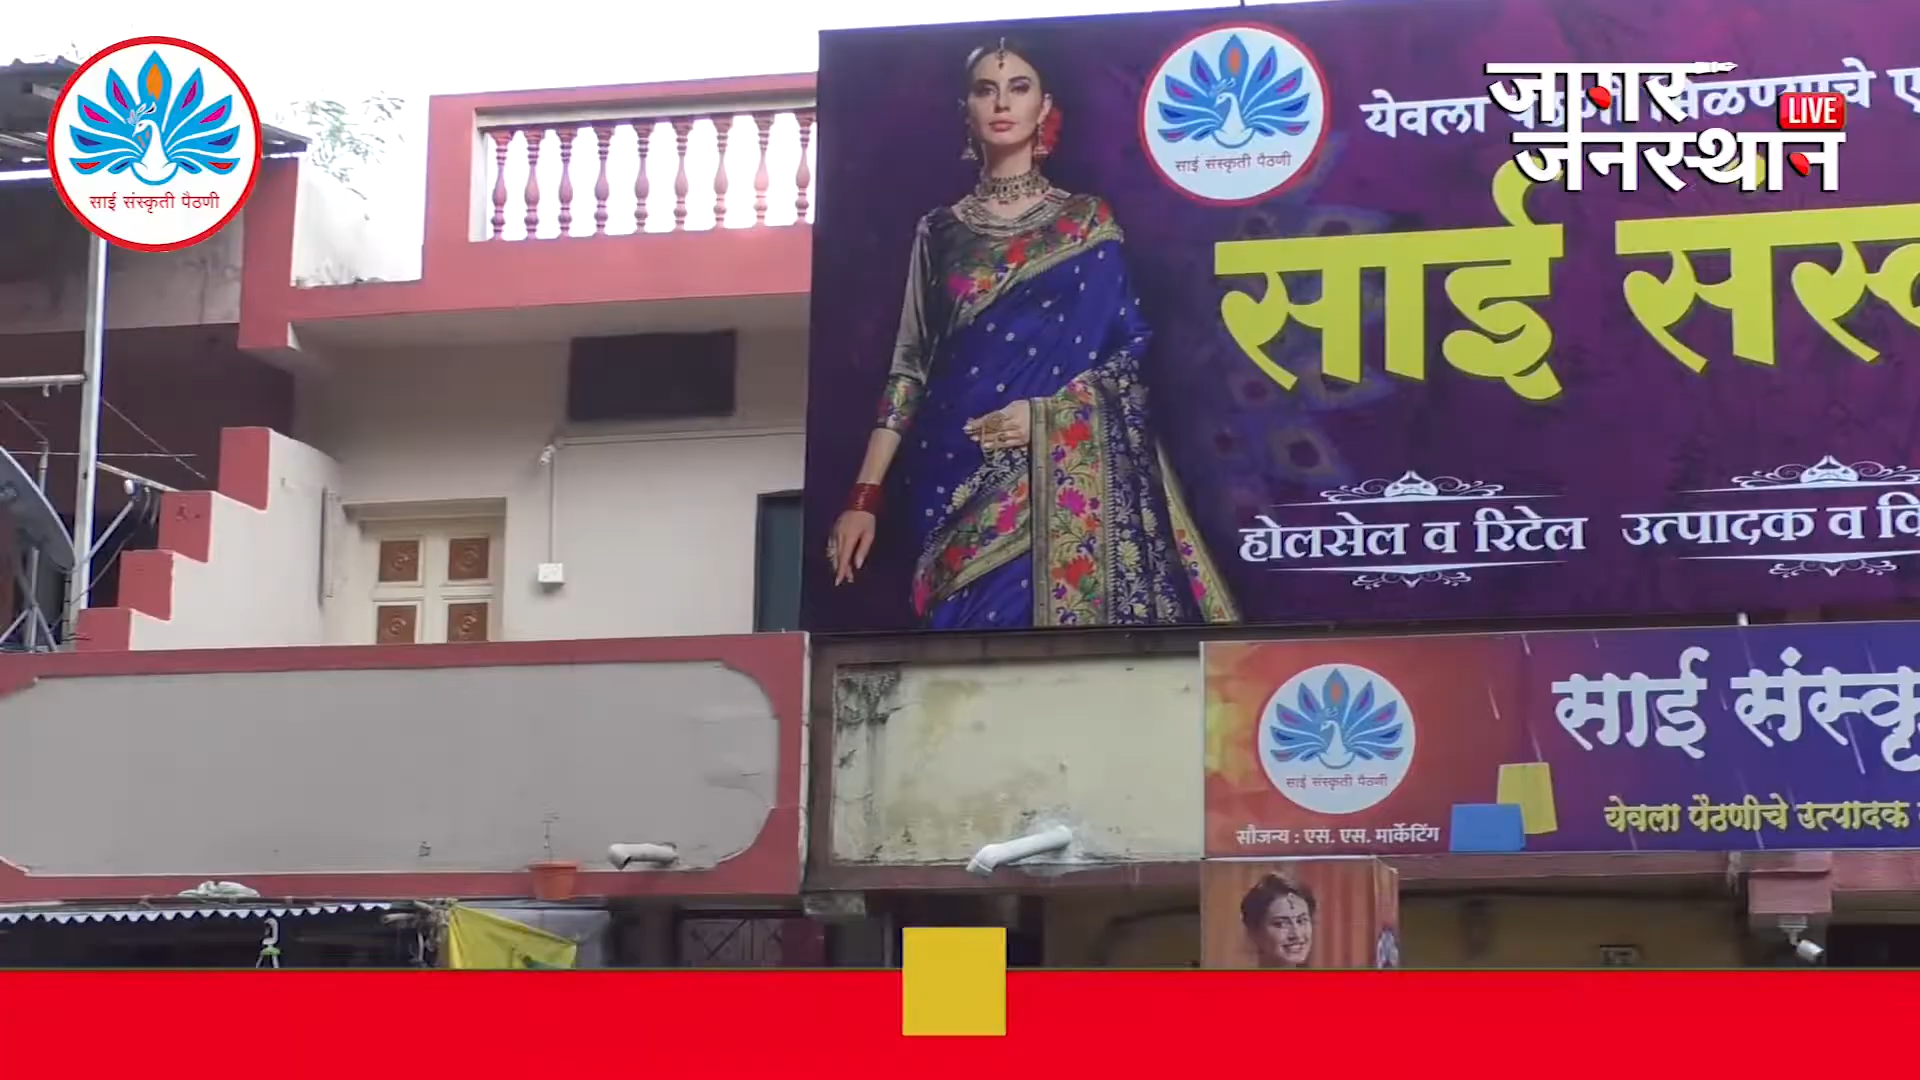 साई संस्कृती पैठणी
साई संस्कृती पैठणी
येवला
जागर
LIVE
जनस्थान
साई
होलसेल व रिटेल
उत्पादक व
साई
साई संस्कृती पैठणी
सौजन्य : एस. एस. मार्केटिंग
येवला पैठणीचे उत्पादक